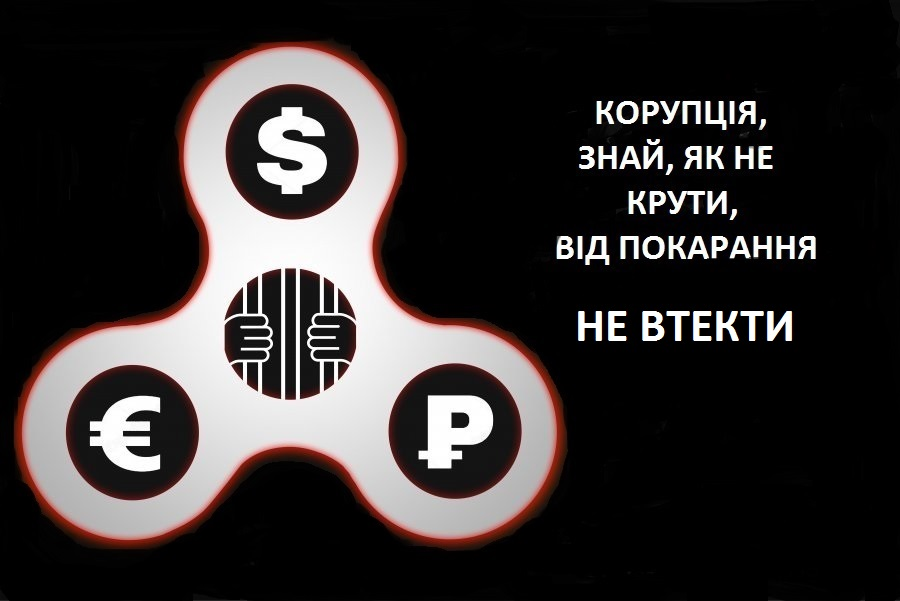 $
€
₽
КОРУПЦІЯ,
ЗНАЙ, ЯК НЕ
КРУТИ,
ВІД ПОКАРАННЯ
НЕ ВТЕКТИ